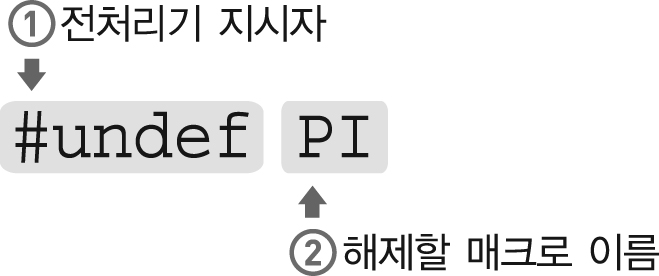 ① 전처리기 지시자
#undef PI
② 해제할 매크로 이름